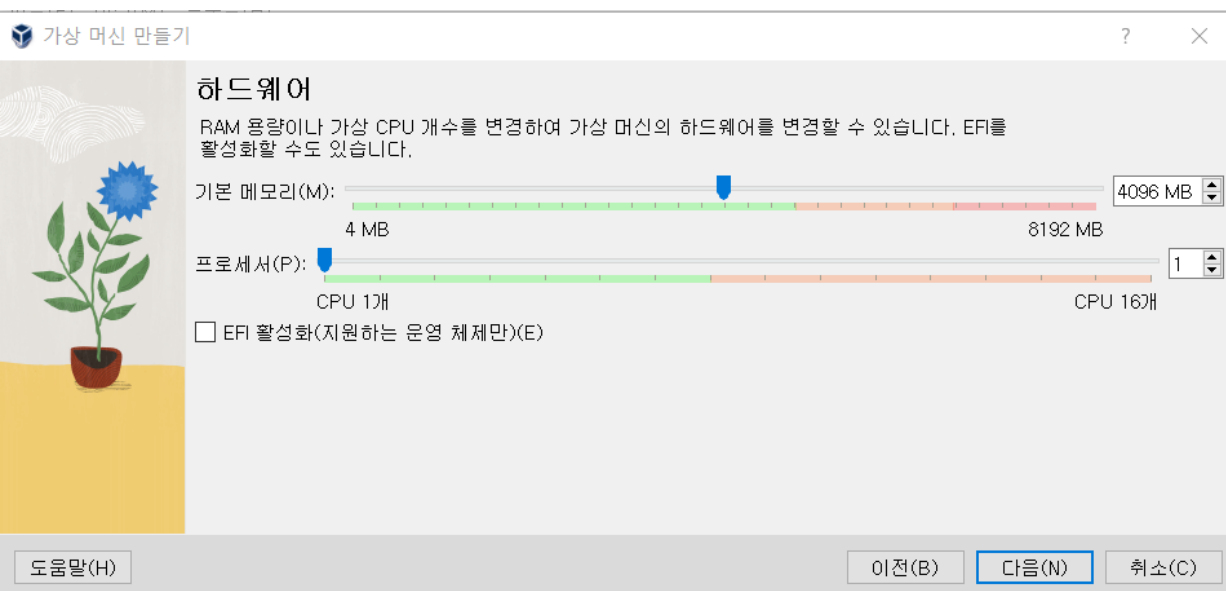 가상 머신 만들기
?
하드웨어
RAM 용량이나 가상 CPU 개수를 변경하여 가상 머신의 하드웨어를 변경할 수 있습니다. EFI를
활성화할 수도 있습니다.
기본 메모리(M): 4096 MB
4 MB 8192 MB
프로세서(P): 1
CPU 1개 CPU 16개
EFI 활성화(지원하는 운영 체제만)(E)
도움말(H) 이전(B) 다음(N) 취소(C)